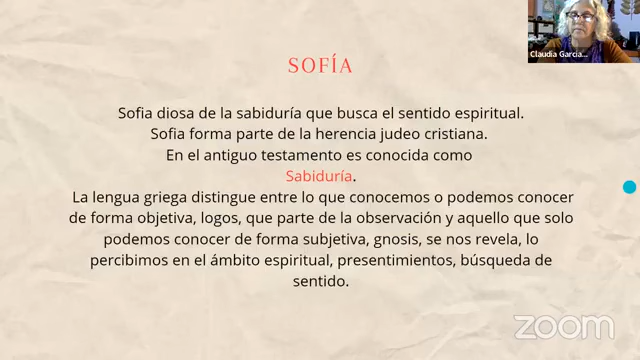 Claudia Garcia...
SOFÍA
Sofia diosa de la sabiduría que busca el sentido espiritual.
Sofia forma parte de la herencia judeo cristiana.
En el antiguo testamento es conocida como
Sabiduría.
La lengua griega distingue entre lo que conocemos o podemos conocer
de forma objetiva, logos, que parte de la observación y aquello que solo
podemos conocer de forma subjetiva, gnosis, se nos revela, lo
percibimos en el ámbito espiritual, presentimientos, búsqueda de
sentido.
zoom